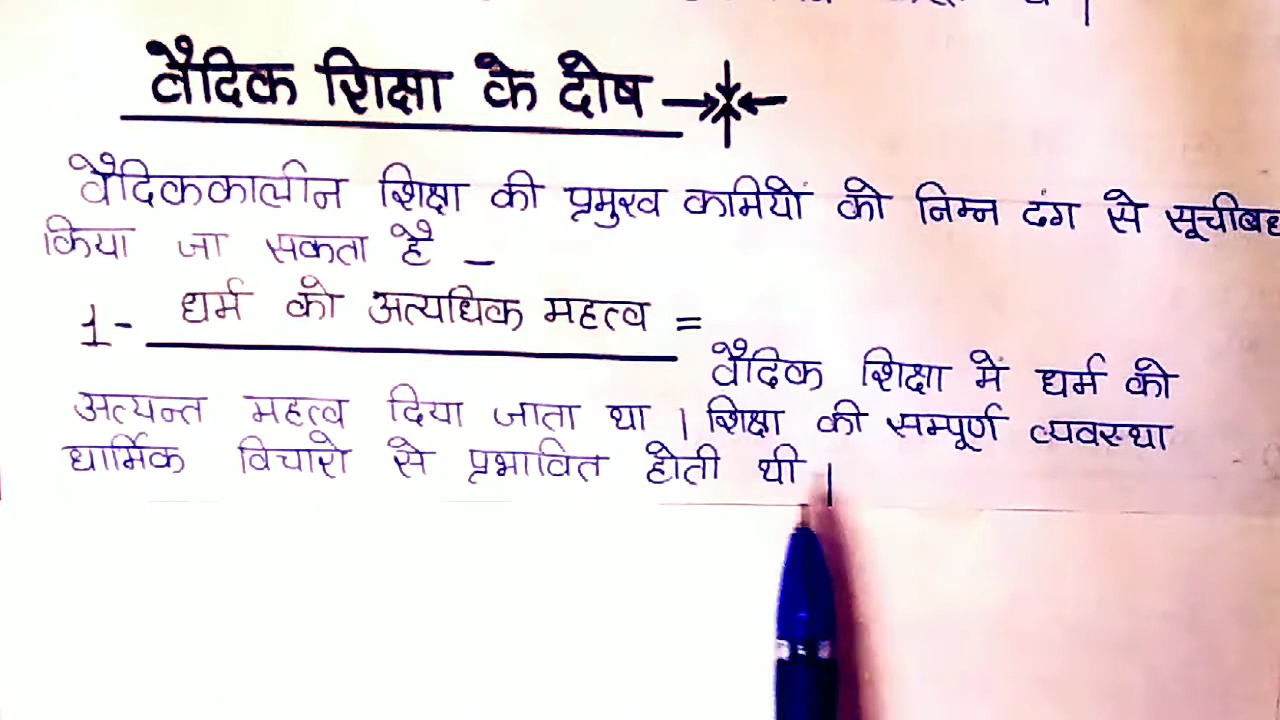 वैदिक शिक्षा के दोष
वैदिककालीन शिक्षा की प्रमुख कमियों को निम्न ढंग से सूचीबद्ध
किया जा सकता है –
1- धर्म को अत्यधिक महत्व =
वैदिक शिक्षा में धर्म को
अत्यन्त महत्व दिया जाता था । शिक्षा की सम्पूर्ण व्यवस्था
धार्मिक विचारो से प्रभावित होती थी ।